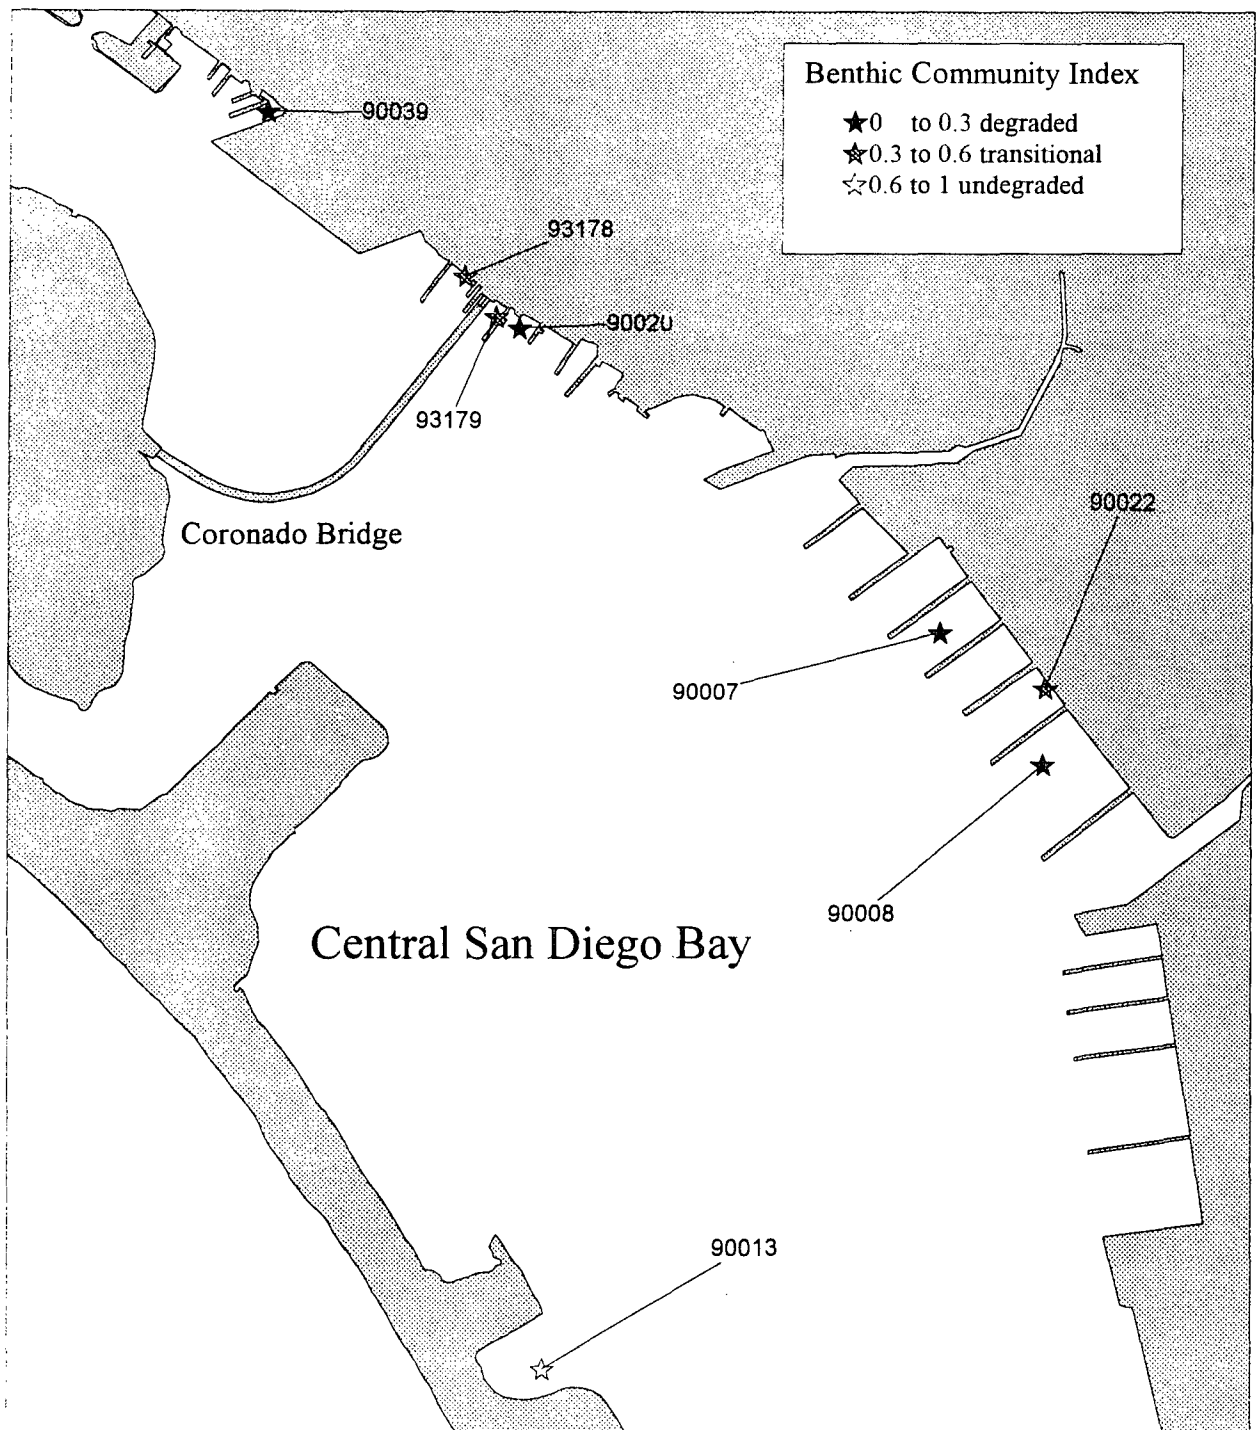 Benthic Community Index
0 to 0.3 degraded
0.3 to 0.6 transitional
0.6 to 1 undegraded
90039
93178
90020
93179
90022
Coronado Bridge
90007
90008
Central San Diego Bay
90013